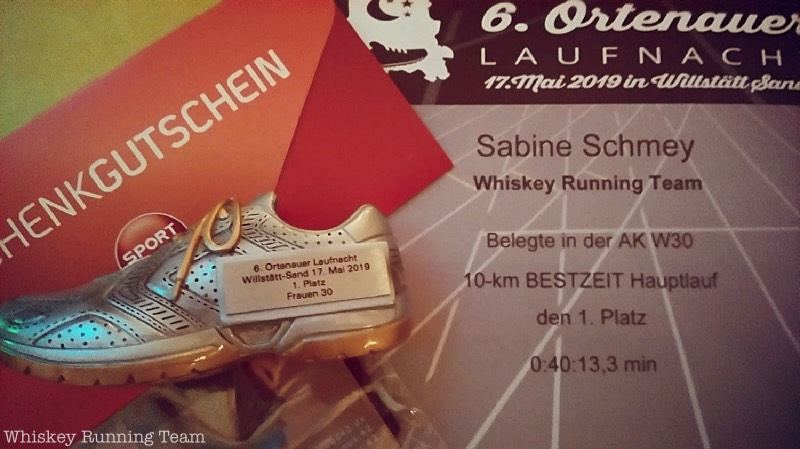 HENKGUTSCHEIN
SPORT
6. Ortenauer Laufnacht
Willstätt-Sand 17. Mai 2019
1. Platz
Frauen 30
6. Ortenauer
LAUFNACH
17. Mai 2019 in Willstätt Sand
Sabine Schmey
Whiskey Running Team
Belegte in der AK W30
10-km BESTZEIT Hauptlauf
den 1. Platz
0:40:13,3 min
Whiskey Running Team